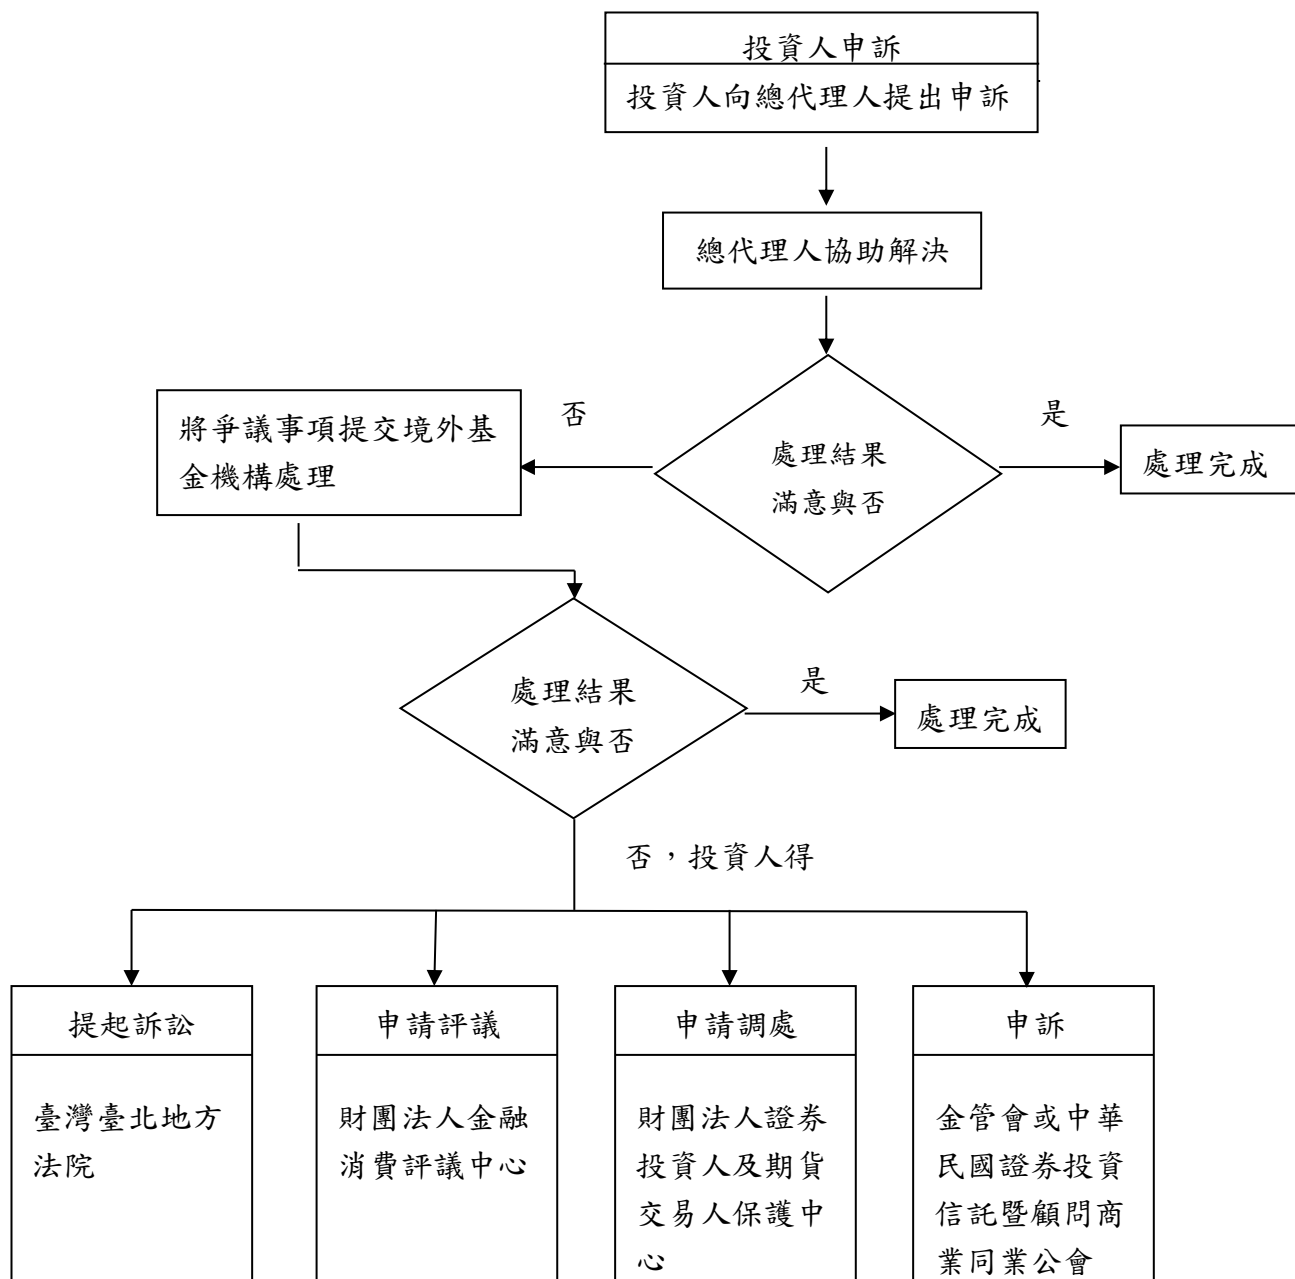 投資人申訴
投資人向總代理人提出申訴
總代理人協助解決
否
是
將爭議事項提交境外基
金機構處理
處理結果
滿意與否
處理完成
處理結果
滿意與否
是
處理完成
否，投資人得
提起訴訟
臺灣臺北地方
法院
申請評議
財團法人金融
消費評議中心
申請調處
財團法人證券
投資人及期貨
交易人保護中
心
申訴
金管會或中華
民國證券投資
信託暨顧問商
業同業公會